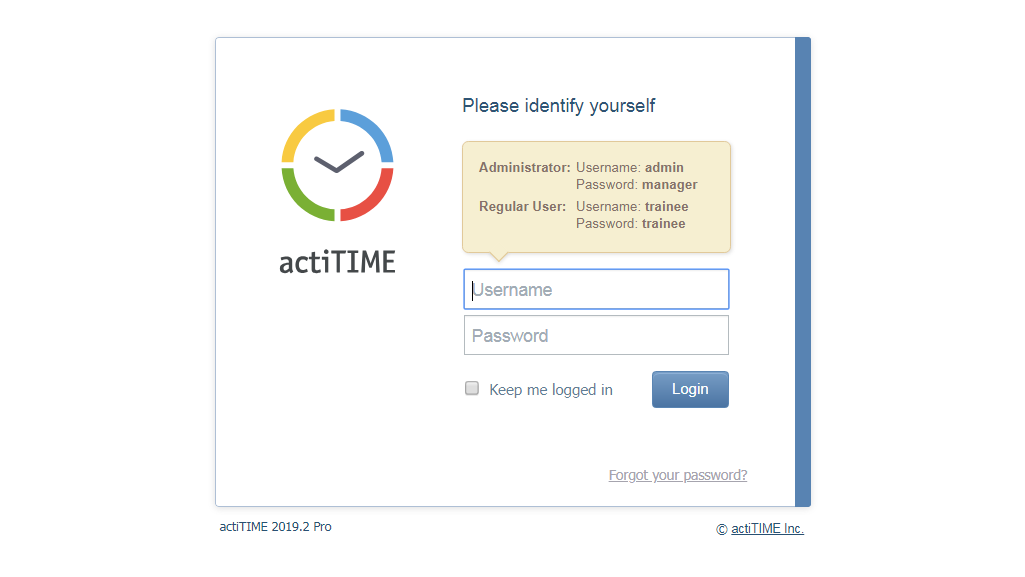 Please identify yourself
Administrator: Username: admin
Password: manager
Regular User: Username: trainee
Password: trainee
actiTIME
Username
Password
Keep me logged in
Login
Forgot your password?
actiTIME 2019.2 Pro
© actiTIME Inc.